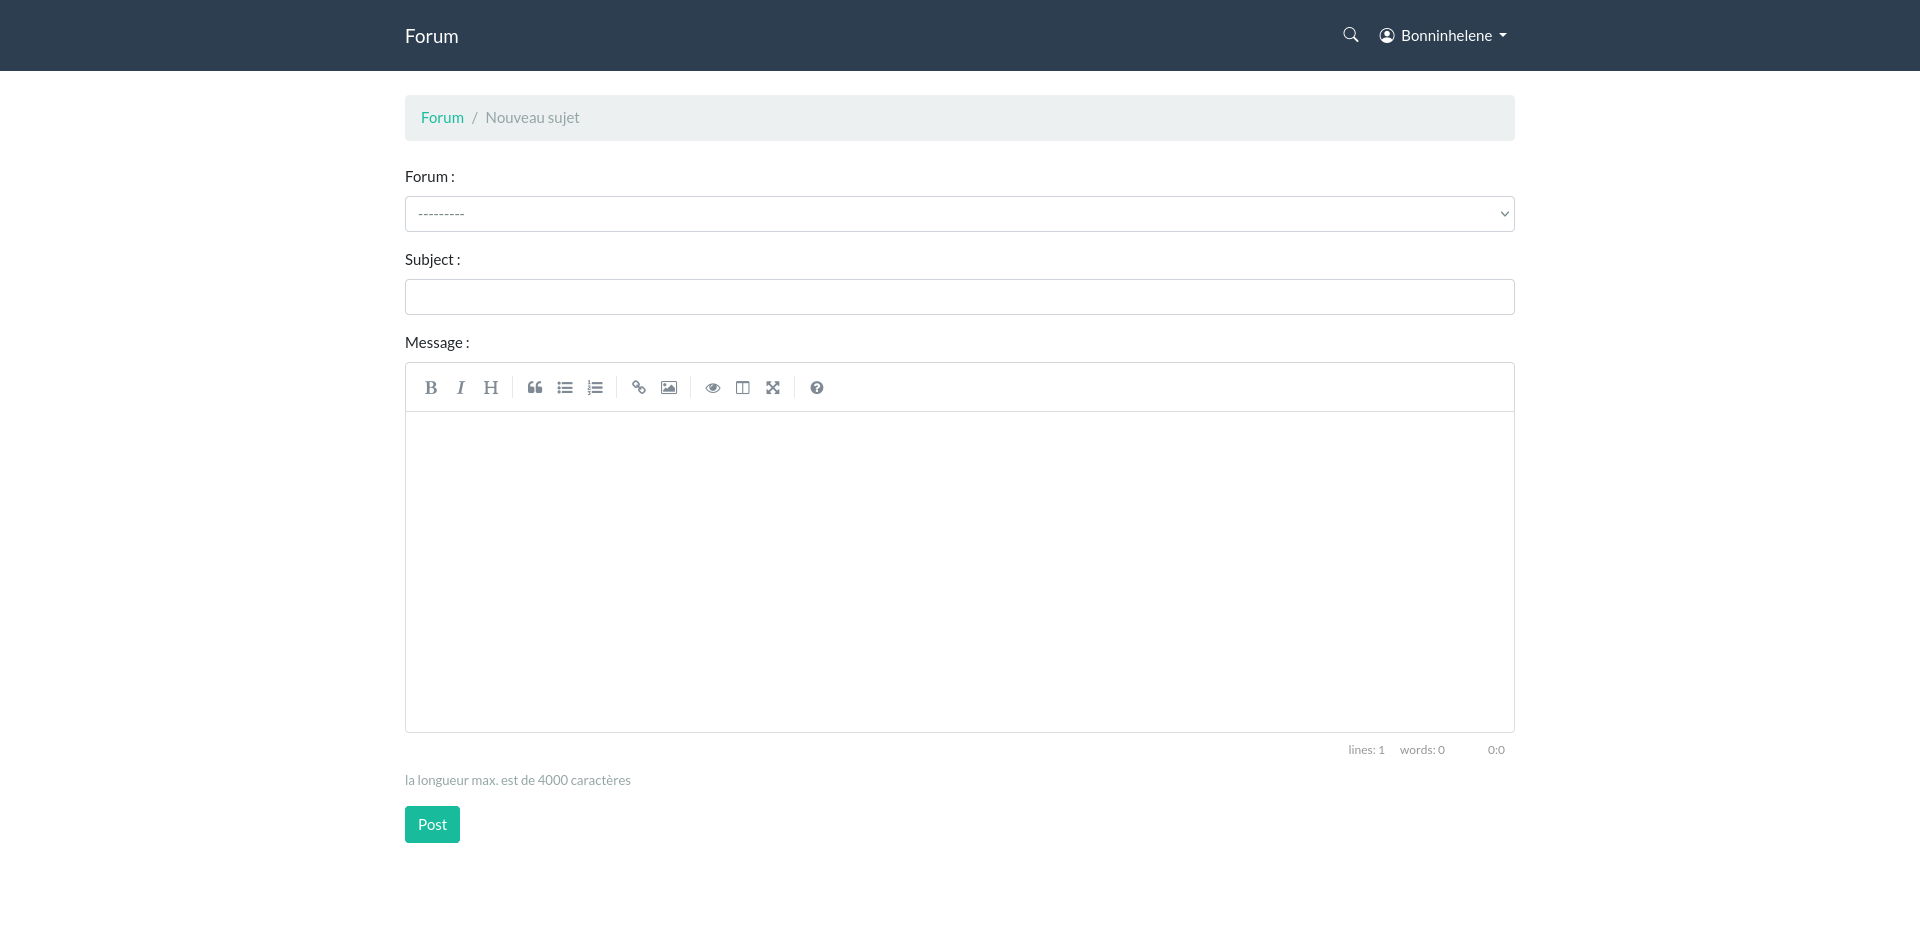 Forum
Bonninhelene
Forum / Nouveau sujet
Forum :
---------
Subject :
Message :
B I H
lines: 1 words: 0 0:0
la longueur max. est de 4000 caractères
Post